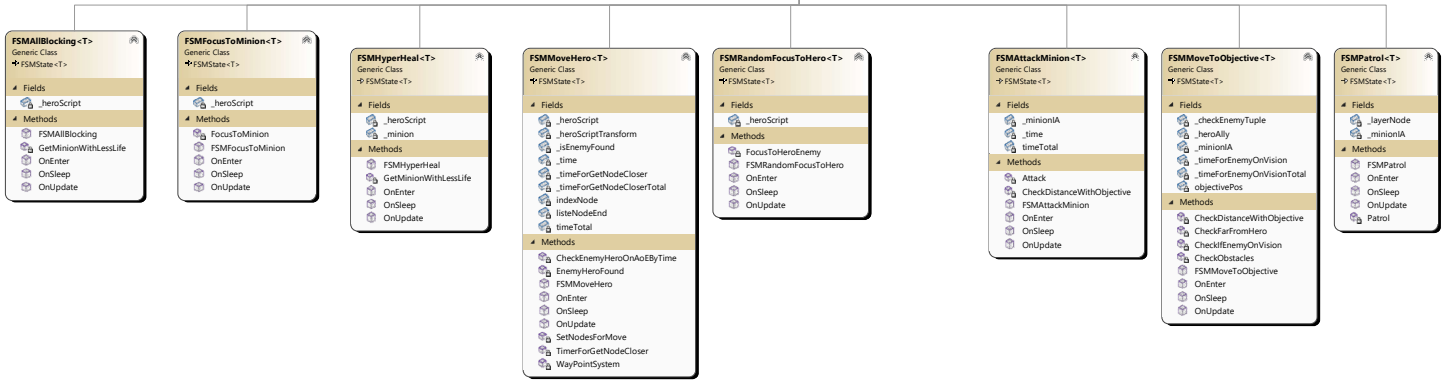 FSMAllBlocking<T>
Generic Class
FSMState<T>
Fields
_heroScript
Methods
FSMAllBlocking
GetMinionWithLessLife
OnEnter
OnSleep
OnUpdate
FSMFocusToMinion<T>
Generic Class
FSMState<T>
Fields
_heroScript
Methods
FocusToMinion
FSMFocusToMinion
OnEnter
OnSleep
OnUpdate
FSMHyperHeal<T>
Generic Class
FSMState<T>
Fields
_heroScript
_minion
Methods
FSMHyperHeal
GetMinionWithLessLife
OnEnter
OnSleep
OnUpdate
FSMMoveHero<T>
Generic Class
FSMState<T>
Fields
_heroScript
_heroScriptTransform
_isEnemyFound
_time
_timeForGetNodeCloser
_timeForGetNodeCloserTotal
indexNode
listeNodeEnd
timeTotal
Methods
CheckEnemyHeroOnAoEByTime
EnemyHeroFound
FSMMoveHero
OnEnter
OnSleep
OnUpdate
SetNodesForMove
TimerForGetNodeCloser
WayPointSystem
FSMRandomFocusToHero<T>
Generic Class
FSMState<T>
Fields
_heroScript
Methods
FocusToHeroEnemy
FSMRandomFocusToHero
OnEnter
OnSleep
OnUpdate
FSMAttackMinion<T>
Generic Class
FSMState<T>
Fields
_minionIA
_time
timeTotal
Methods
Attack
CheckDistanceWithObjective
FSMAttackMinion
OnEnter
OnSleep
OnUpdate
FSMMoveToObjective<T>
Generic Class
FSMState<T>
Fields
_checkEnemyTuple
_heroAlly
_minionIA
_timeForEnemyOnVision
_timeForEnemyOnVisionTotal
objectivePos
Methods
CheckDistanceWithObjective
CheckFarFromHero
CheckIfEnemyOnVision
CheckObstacles
FSMMoveToObjective
OnEnter
OnSleep
OnUpdate
FSMPatrol<T>
Generic Class
FSMState<T>
Fields
_layerNode
_minionIA
Methods
FSMPatrol
OnEnter
OnSleep
OnUpdate
Patrol